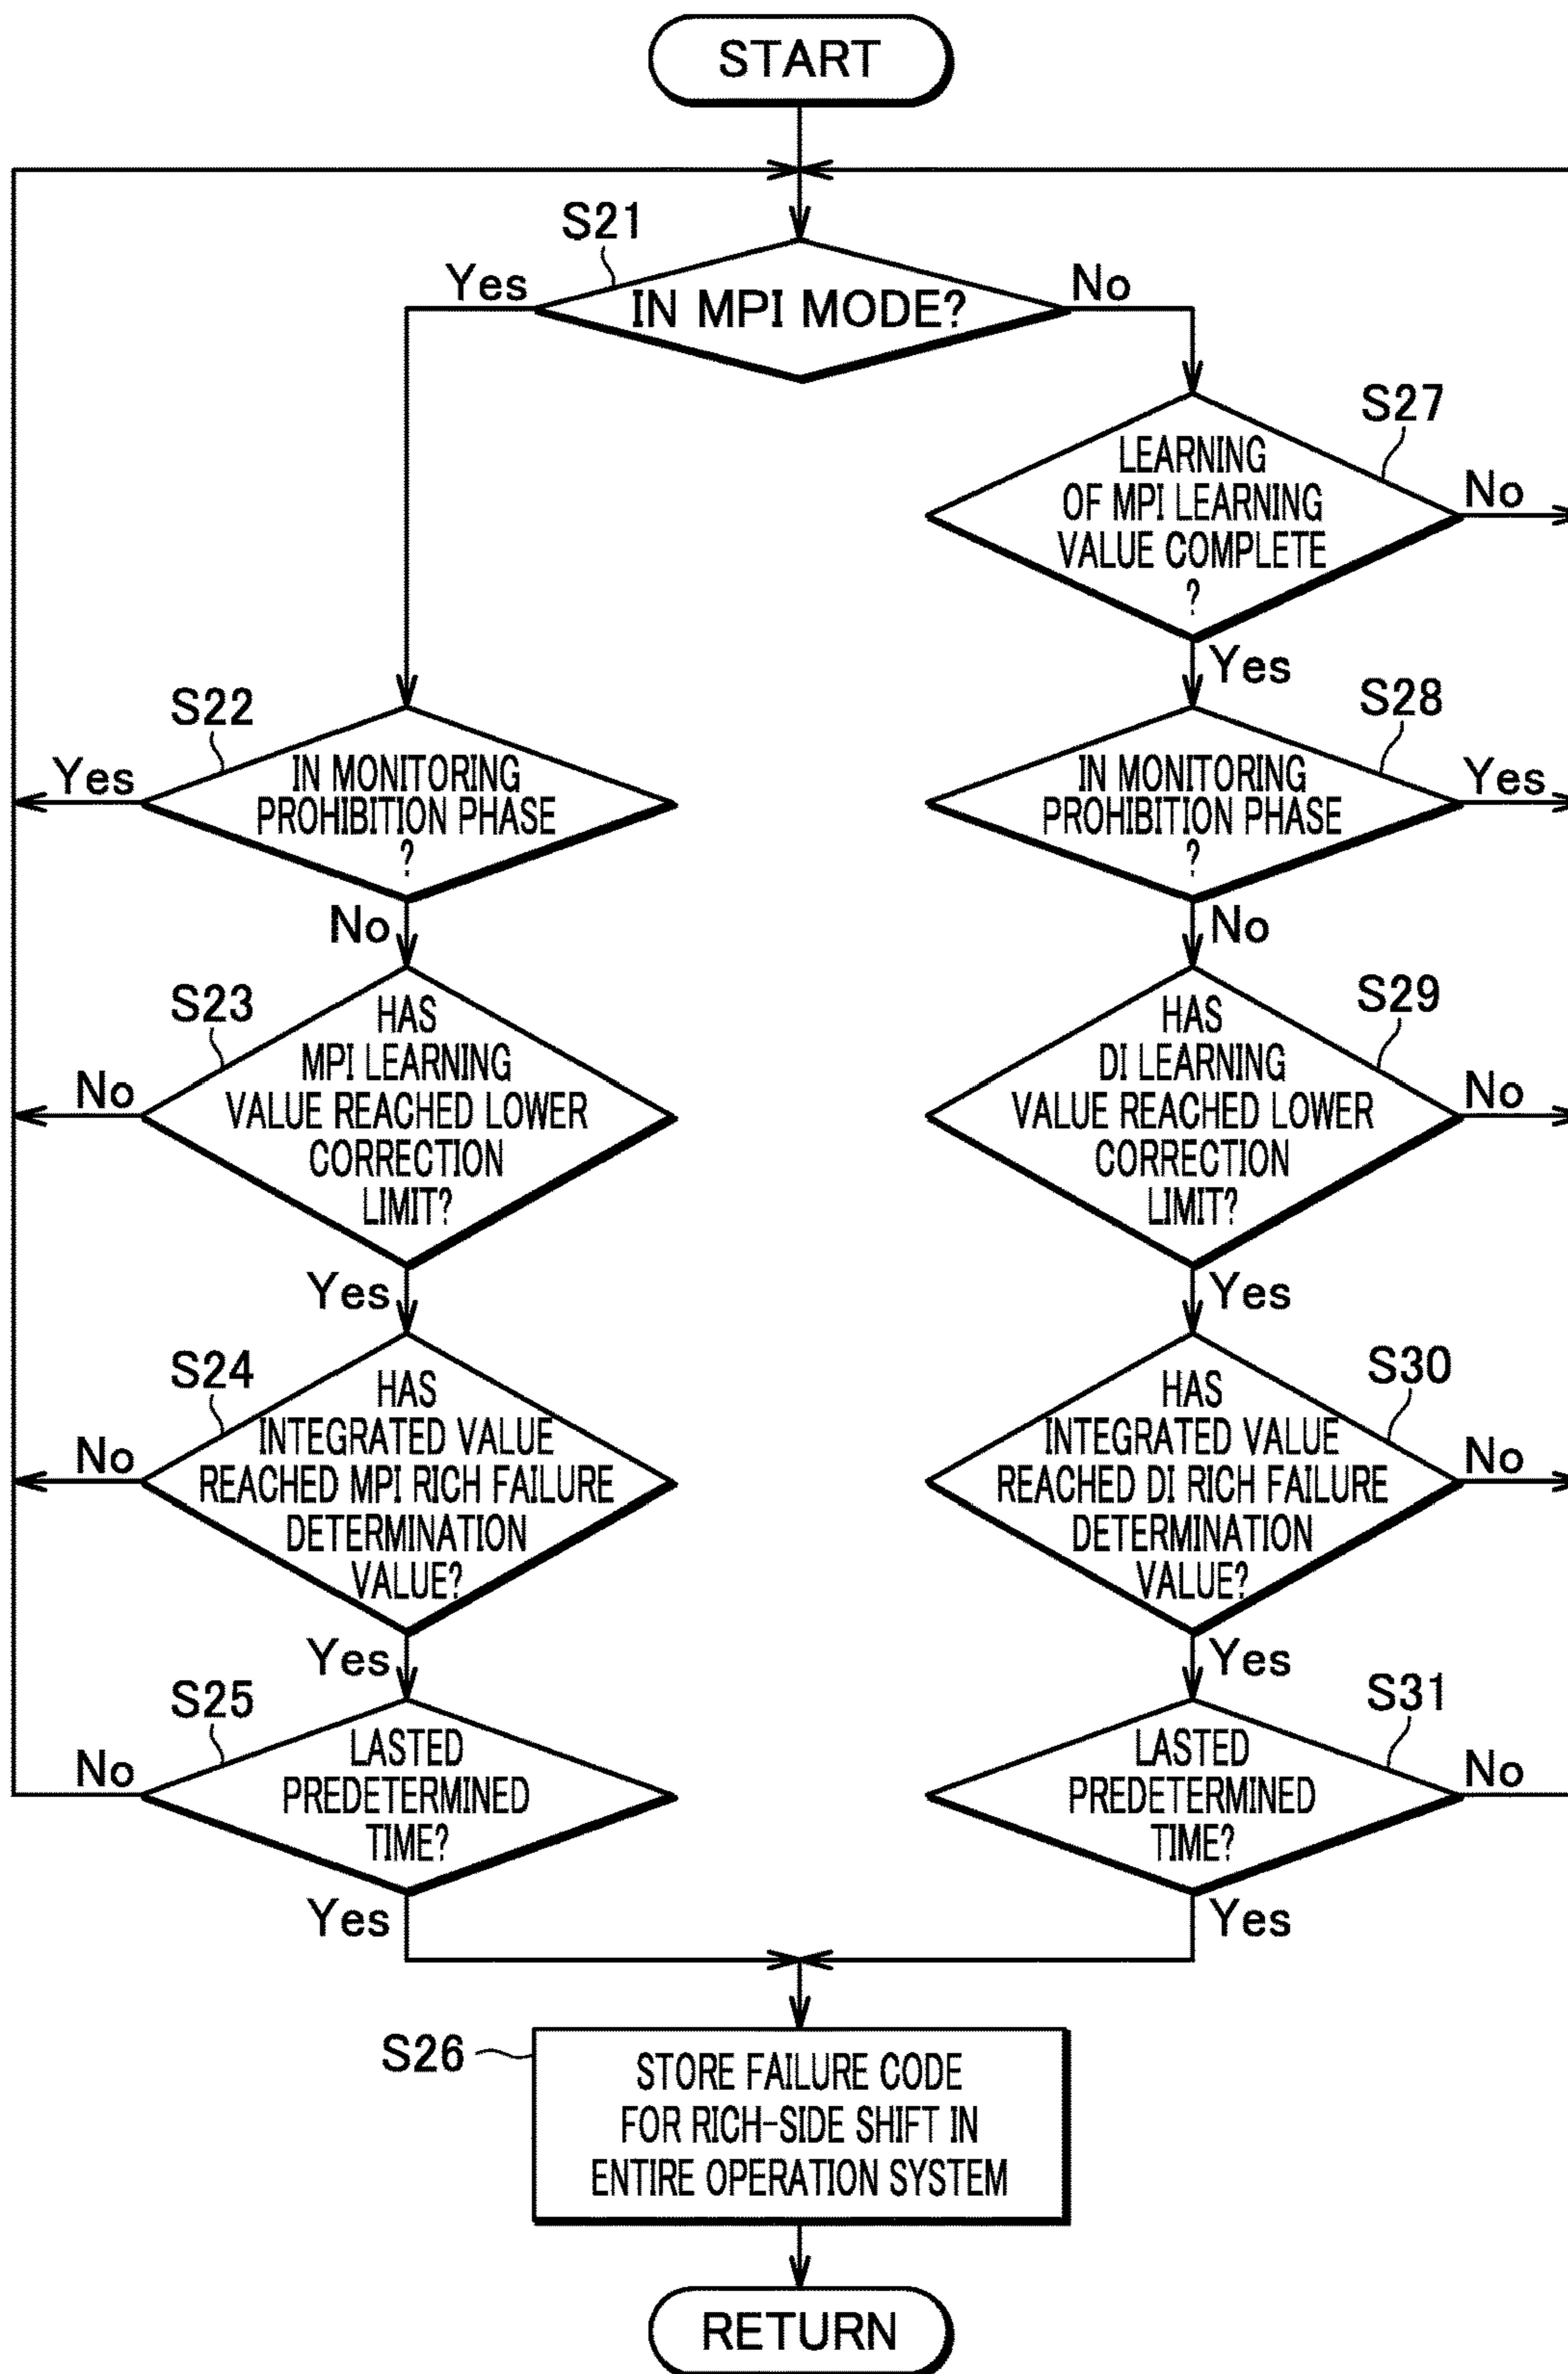 START
S21
Yes
IN MPI MODE?
No
S27
LEARNING
OF MPI LEARNING
VALUE COMPLETE
?
No
Yes
S22
Yes
IN MONITORING
PROHIBITION PHASE
?
No
S28
IN MONITORING
PROHIBITION PHASE
?
Yes
No
S23
No
HAS
MPI LEARNING
VALUE REACHED LOWER
CORRECTION
LIMIT?
Yes
S29
HAS
DI LEARNING
VALUE REACHED LOWER
CORRECTION
LIMIT?
No
Yes
S24
No
HAS
INTEGRATED VALUE
REACHED MPI RICH FAILURE
DETERMINATION
VALUE?
Yes
S30
HAS
INTEGRATED VALUE
REACHED DI RICH FAILURE
DETERMINATION
VALUE?
No
Yes
S25
No
LASTED
PREDETERMINED
TIME?
Yes
S31
LASTED
PREDETERMINED
TIME?
No
Yes
S26
STORE FAILURE CODE
FOR RICH-SIDE SHIFT IN
ENTIRE OPERATION SYSTEM
RETURN